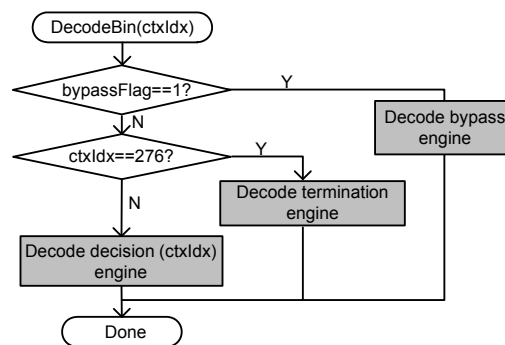 DecodeBin(ctxIdx)
bypassFlag==1?
Y
N
Decode bypass
engine
ctxIdx==276?
Y
N
Decode termination
engine
Decode decision (ctxIdx)
engine
Done